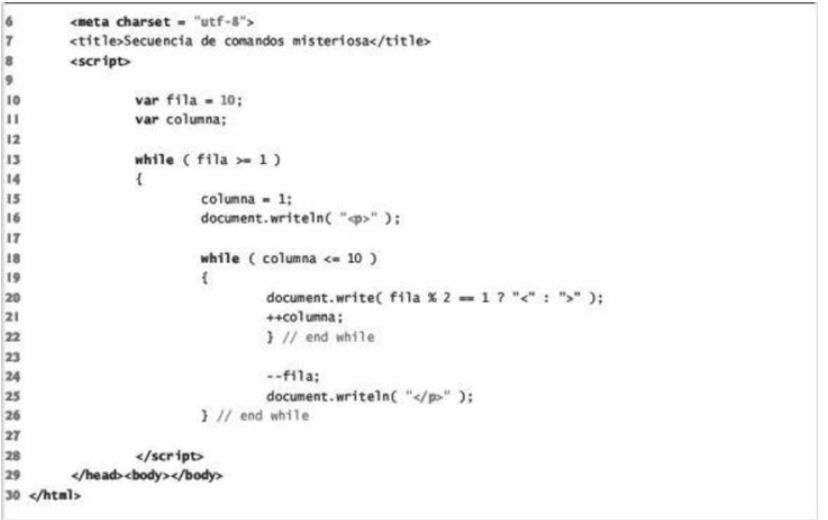 6 <meta charset = "utf-8">
7 <title>Secuencia de comandos misteriosa</title>
8 <script>
9
10 var fila = 10;
11 var columna;
12
13 while ( fila >= 1 )
14 {
15 columna = 1;
16 document.writeln( "<p>" );
17
18 while ( columna <= 10 )
19 {
20 document.write( fila % 2 == 1 ? "<" : ">" );
21 ++columna;
22 } // end while
23
24 --fila;
25 document.writeln( "</p>" );
26 } // end while
27
28 </script>
29 </head><body></body>
30 </html>